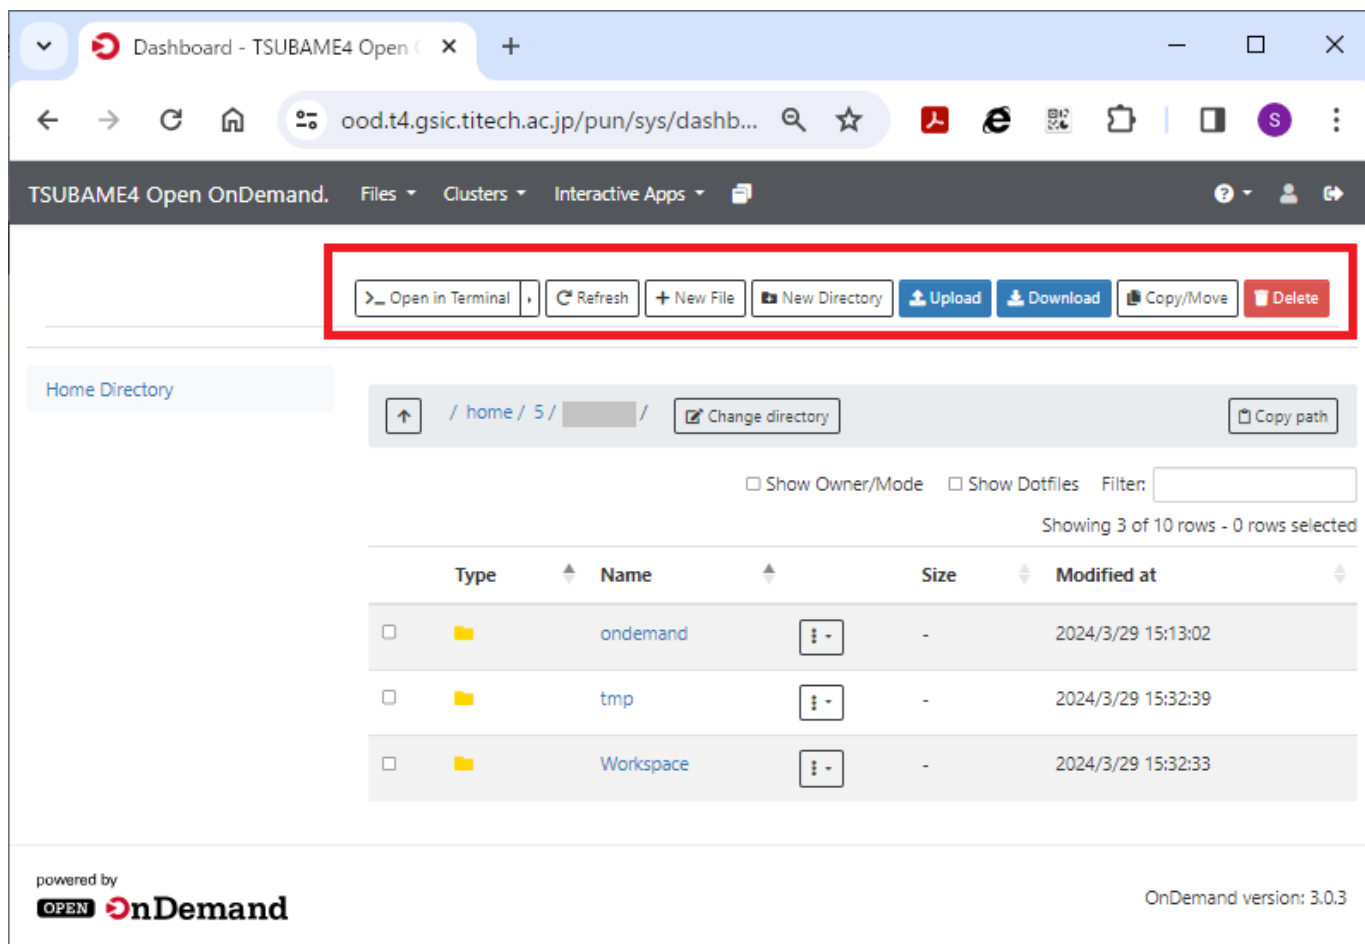 Dashboard - TSUBAME4 Open
ood.t4.gsic.titech.ac.jp/pun/sys/dashb...
S
TSUBAME4 Open OnDemand. Files Clusters Interactive Apps
>_ Open in Terminal Refresh + New File New Directory Upload Download Copy/Move Delete
Home Directory
/ home / 5 / / Change directory Copy path
Show Owner/Mode Show Dotfiles Filter:
Showing 3 of 10 rows - 0 rows selected
Type Name Size Modified at
ondemand - 2024/3/29 15:13:02
tmp - 2024/3/29 15:32:39
Workspace - 2024/3/29 15:32:33
powered by
OPEN OnDemand
OnDemand version: 3.0.3